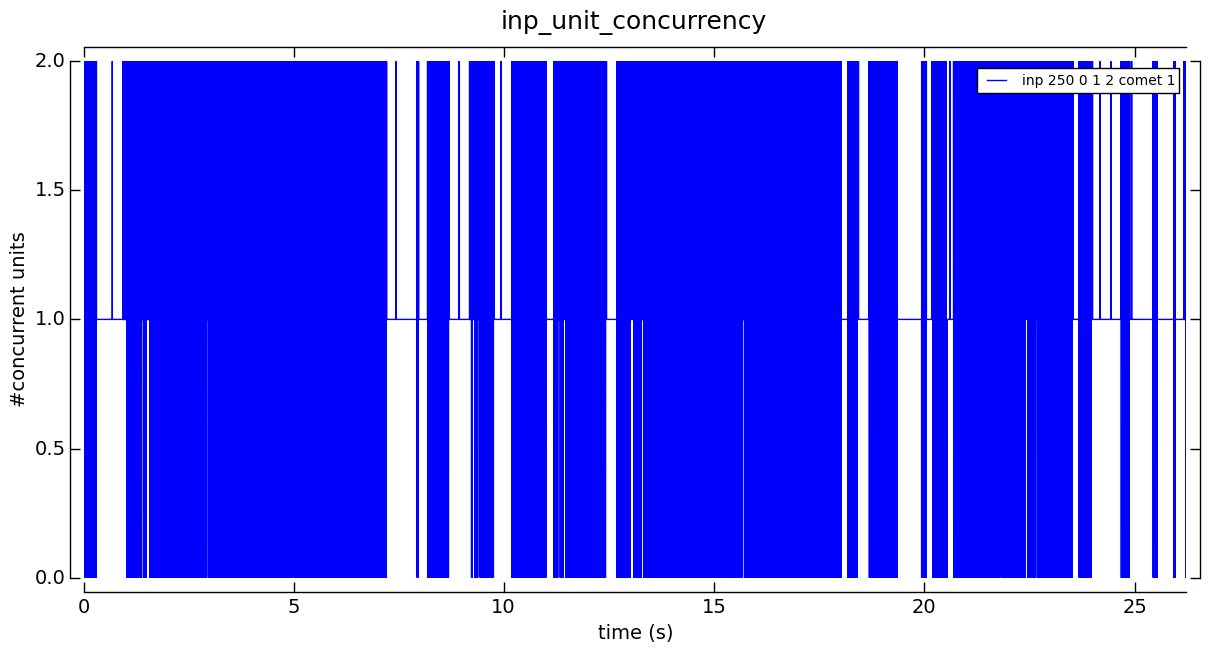 inp_unit_concurrency
2.0
inp 250 0 1 2 comet 1
1.5
#concurrent units
1.0
0.5
0.0
0 5 10 15 20 25
time (s)